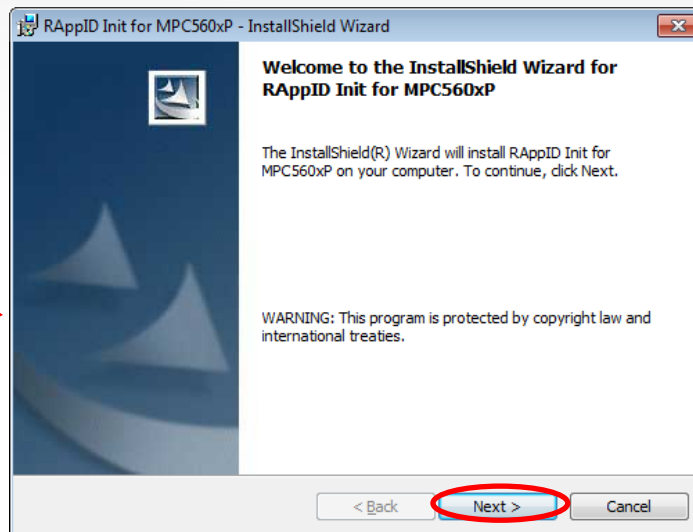 RAppID Init for MPC560xP - InstallShield Wizard
Welcome to the InstallShield Wizard for
RAppID Init for MPC560xP
The InstallShield(R) Wizard will install RAppID Init for
MPC560xP on your computer. To continue, click Next.
WARNING: This program is protected by copyright law and
international treaties.
< Back Next > Cancel